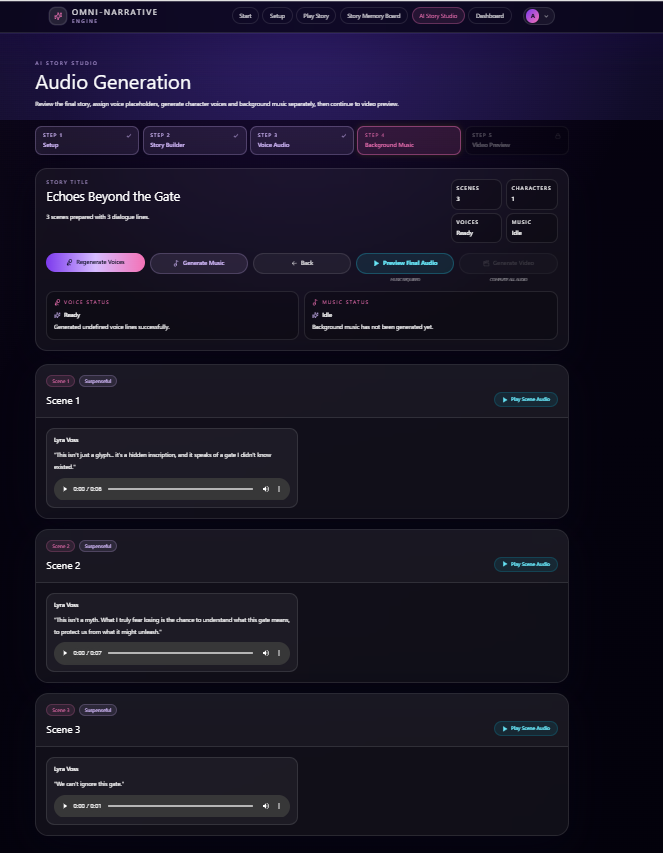 OMNI-NARRATIVE
ENGINE
Start
Setup
Play Story
Story Memory Board
AI Story Studio
Dashboard
A
AI STORY STUDIO
Audio Generation
Review the final story, assign voice placeholders, generate character voices and background music separately, then continue to video preview.
STEP 1
Setup
STEP 2
Story Builder
STEP 3
Voice Audio
STEP 4
Background Music
STEP 5
Video Preview
STORY TITLE
Echoes Beyond the Gate
3 scenes prepared with 3 dialogue lines.
SCENES
3
CHARACTERS
1
VOICES
Ready
MUSIC
Idle
Regenerate Voices
Generate Music
Back
Preview Final Audio
Generate Video
MUSIC REQUIRED
COMPLETE ALL AUDIO
VOICE STATUS
Ready
Generated undefined voice lines successfully.
MUSIC STATUS
Idle
Background music has not been generated yet.
Scene 1
Suspenseful
Scene 1
Play Scene Audio
Lyra Voss
"This isn't just a glyph... it's a hidden inscription, and it speaks of a gate I didn't know
existed."
0:00 / 0:08
Scene 2
Suspenseful
Scene 2
Play Scene Audio
Lyra Voss
"This isn't a myth. What I truly fear losing is the chance to understand what this gate means,
to protect us from what it might unleash."
0:00 / 0:07
Scene 3
Suspenseful
Scene 3
Play Scene Audio
Lyra Voss
"We can't ignore this gate."
0:00 / 0:01